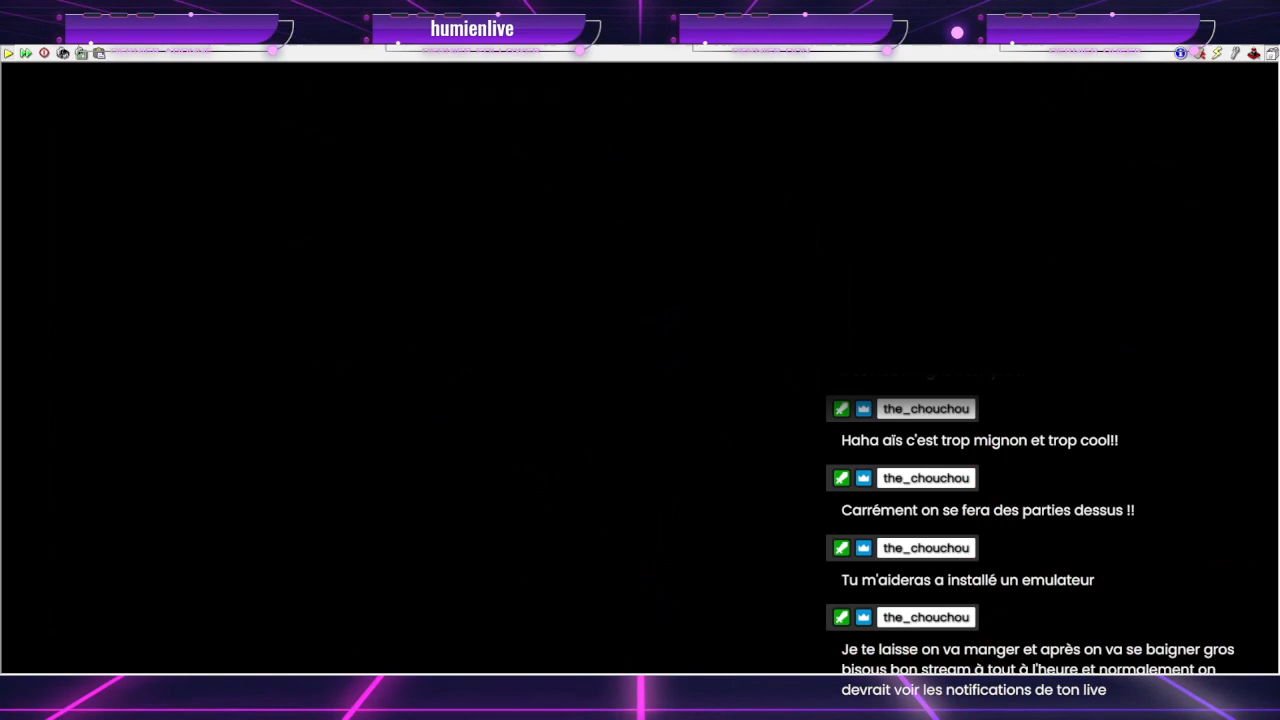 humienlive
the_chouchou
Haha aïs c'est trop mignon et trop cool!!
the_chouchou
Carrément on se fera des parties dessus !!
the_chouchou
Tu m'aideras a installé un emulateur
the_chouchou
Je te laisse on va manger et après on va se baigner gros
bisous bon stream à tout à l'heure et normalement on
devrait voir les notifications de ton live